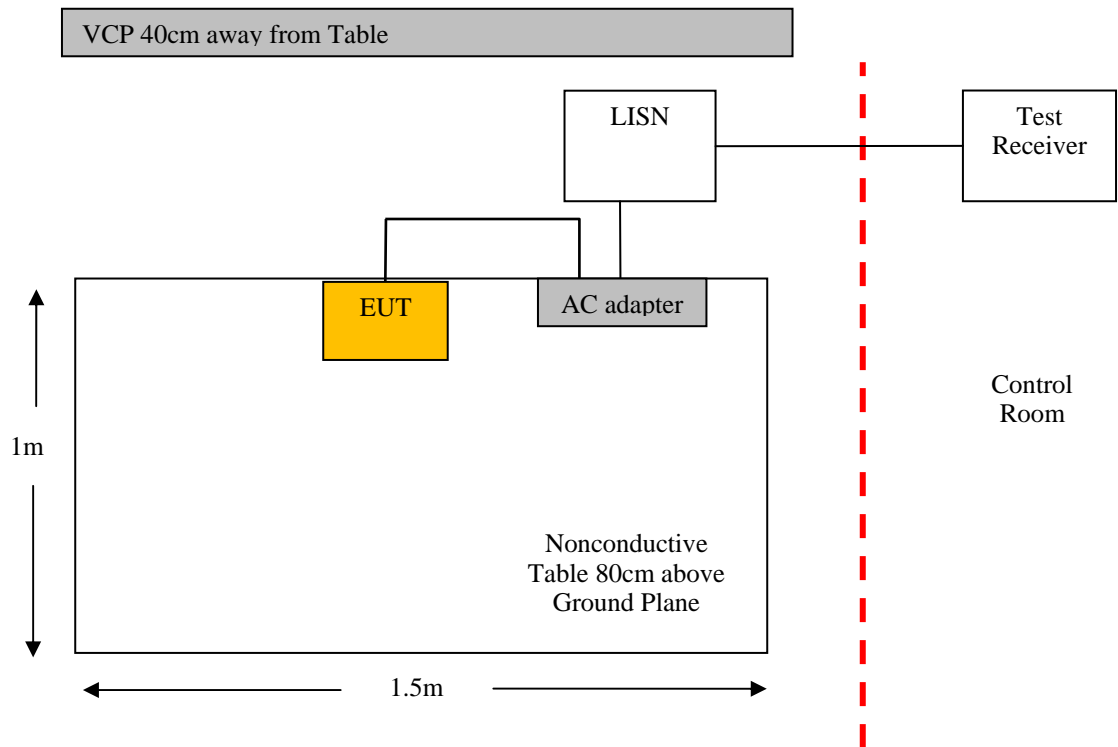 VCP 40cm away from Table
LISN
Test
Receiver
EUT
AC adapter
Control
Room
1m
Nonconductive
Table 80cm above
Ground Plane
1.5m